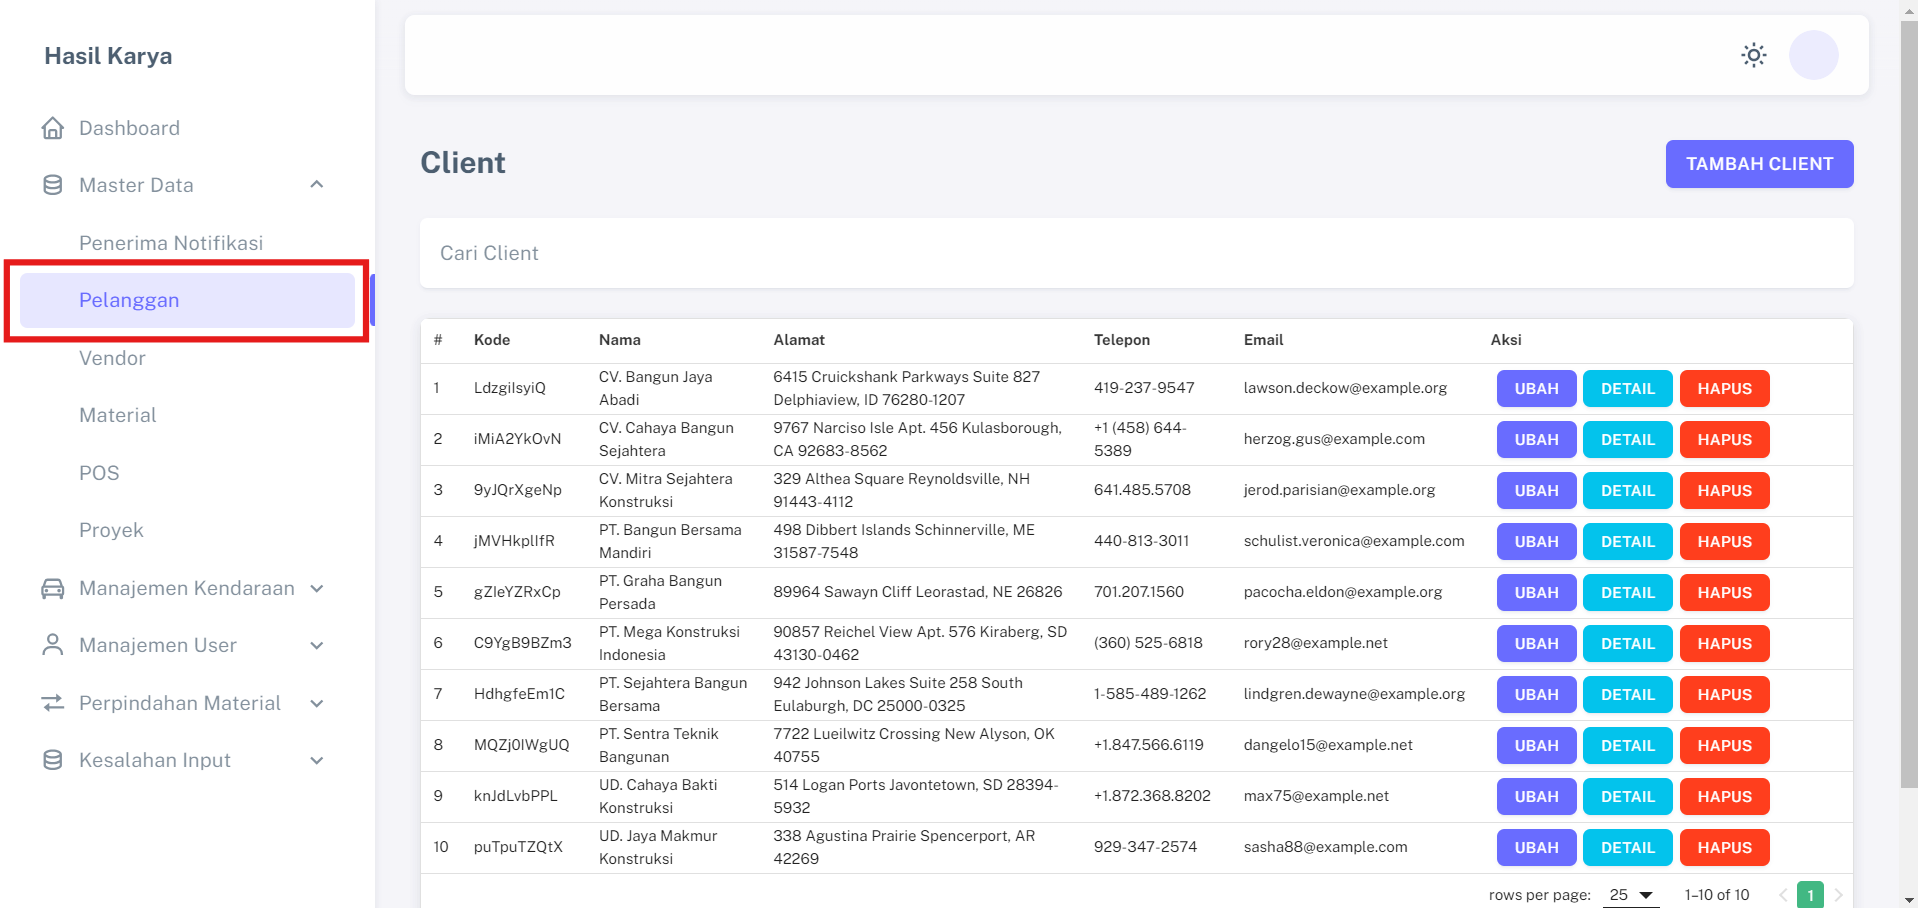 Hasil Karya
Dashboard
Master Data
Penerima Notifikasi
Pelanggan
Vendor
Material
POS
Proyek
Manajemen Kendaraan
Manajemen User
Perpindahan Material
Kesalahan Input
Client
TAMBAH CLIENT
Cari Client
# Kode Nama Alamat Telepon Email Aksi
1 LdzgiIsyiQ CV. Bangun Jaya Abadi 6415 Cruickshank Parkways Suite 827 Delphiaview, ID 76280-1207 419-237-9547 lawson.deckow@example.org UBAH DETAIL HAPUS
2 iMiA2YkOvN CV. Cahaya Bangun Sejahtera 9767 Narciso Isle Apt. 456 Kulasborough, CA 92683-8562 +1 (458) 644-5389 herzog.gus@example.com UBAH DETAIL HAPUS
3 9yJQrXgeNp CV. Mitra Sejahtera Konstruksi 329 Althea Square Reynoldsville, NH 91443-4112 641.485.5708 jerod.parisian@example.org UBAH DETAIL HAPUS
4 jMVHkplIfR PT. Bangun Bersama Mandiri 498 Dibbert Islands Schinnerville, ME 31587-7548 440-813-3011 schulist.veronica@example.com UBAH DETAIL HAPUS
5 gZIeYZRxCp PT. Graha Bangun Persada 89964 Sawayn Cliff Leorastad, NE 26826 701.207.1560 pacocha.eldon@example.org UBAH DETAIL HAPUS
6 C9YgB9BZm3 PT. Mega Konstruksi Indonesia 90857 Reichel View Apt. 576 Kiraberg, SD 43130-0462 (360) 525-6818 rory28@example.net UBAH DETAIL HAPUS
7 HdhgfeEm1C PT. Sejahtera Bangun Bersama 942 Johnson Lakes Suite 258 South Eulaburgh, DC 25000-0325 1-585-489-1262 lindgren.dewayne@example.org UBAH DETAIL HAPUS
8 MQZj0IWgUQ PT. Sentra Teknik Bangunan 7722 Lueilwitz Crossing New Alyson, OK 40755 +1.847.566.6119 dangelo15@example.net UBAH DETAIL HAPUS
9 knJdLvbPPL UD. Cahaya Bakti Konstruksi 514 Logan Ports Javontetown, SD 28394-5932 +1.872.368.8202 max75@example.net UBAH DETAIL HAPUS
10 puTpuTZQtX UD. Jaya Makmur Konstruksi 338 Agustina Prairie Spencerport, AR 42269 929-347-2574 sasha88@example.com UBAH DETAIL HAPUS
rows per page: 25 1-10 of 10 1